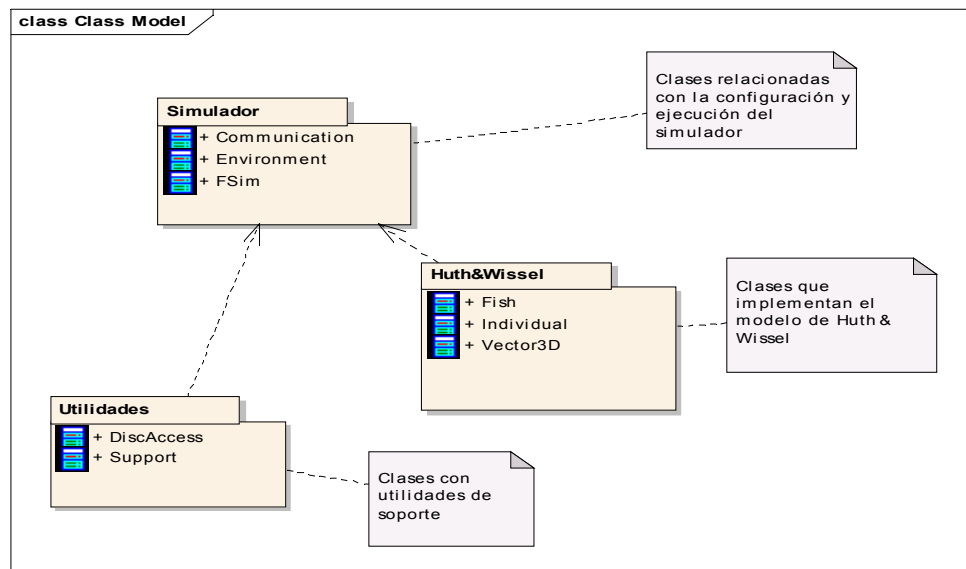 class Class Model
Simulador
+ Communication
+ Environment
+ FSim
Clases relacionadas
con la configuración y
ejecución del
simulador
Huth&Wissel
+ Fish
+ Individual
+ Vector3D
Clases que
implementan el
modelo de Huth &
Wissel
Utilidades
+ DiscAccess
+ Support
Clases con
utilidades de
soporte